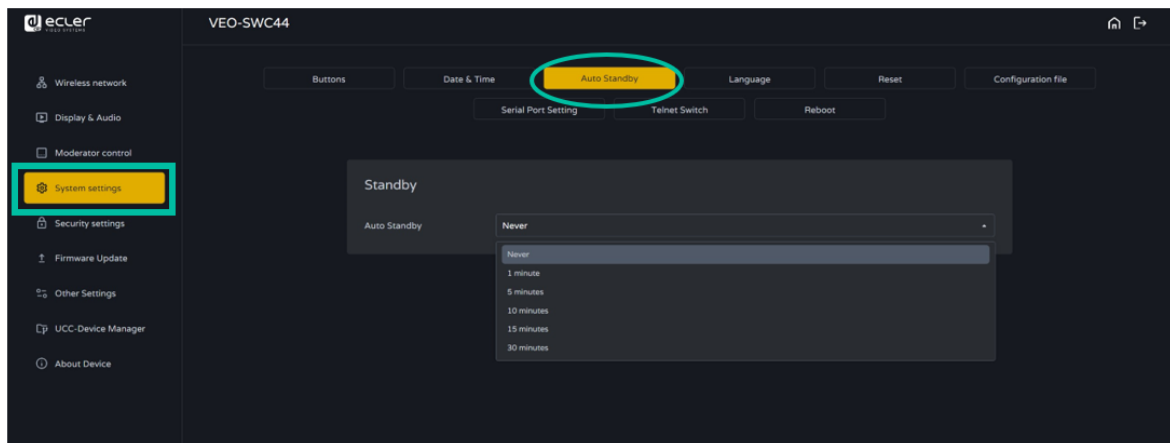 ecler
VIDEO SYSTEMS
VEO-SWC44
Wireless network
Display & Audio
Moderator control
System settings
Security settings
Firmware Update
Other Settings
UCC-Device Manager
About Device
Buttons
Date & Time
Auto Standby
Language
Reset
Configuration file
Serial Port Setting
Telnet Switch
Reboot
Standby
Auto Standby
Never
Never
1 minute
5 minutes
10 minutes
15 minutes
30 minutes